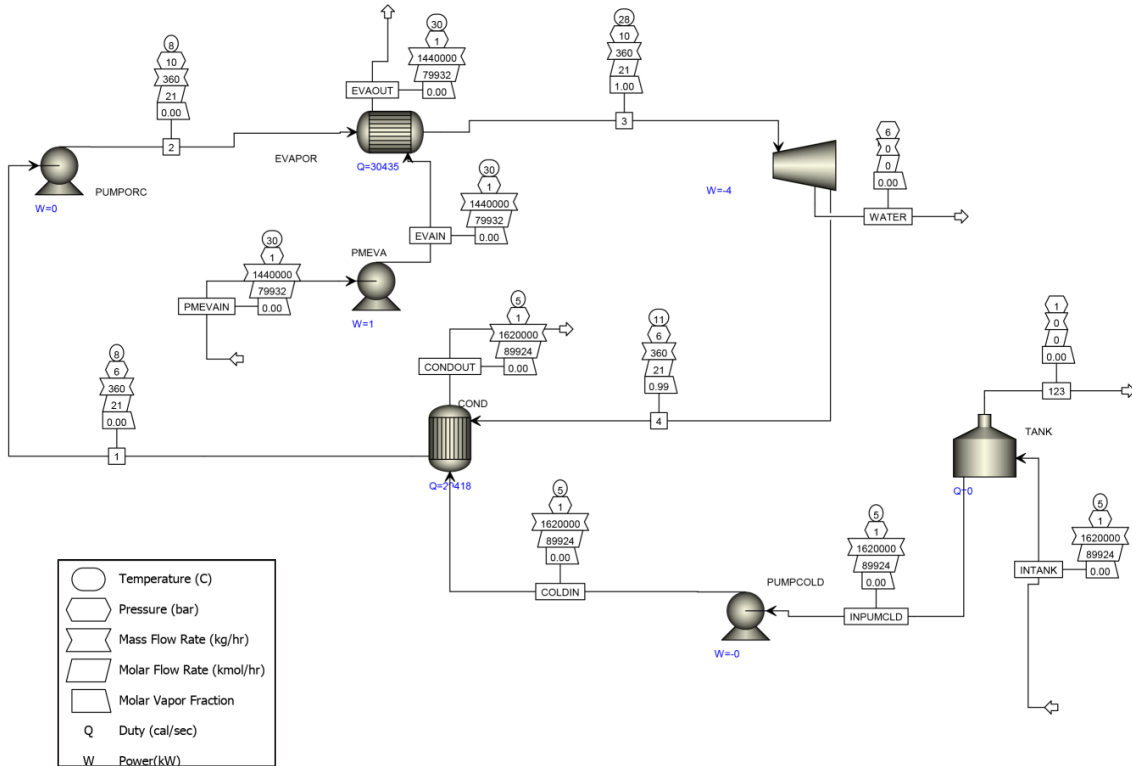 8
10
360
21
0.00
2
PUMPORC
W=0
EVAOUT
30
1
1440000
79932
0.00
EVAPOR
Q=30435
28
10
360
21
1.00
3
W=-4
6
0
0
0.00
WATER
30
1
1440000
79932
0.00
EVAIN
PMEVA
W=1
30
1
1440000
79932
0.00
PMEVAIN
5
1
1620000
89924
0.00
CONDOUT
COND
11
6
360
21
0.99
4
8
6
360
21
0.00
1
1
0
0
0.00
123
TANK
Q=0
5
1
1620000
89924
0.00
INTANK
5
1
1620000
89924
0.00
COLDIN
PUMPCOLD
W=-0
5
1
1620000
89924
0.00
INPUMCLD
Temperature (C)
Pressure (bar)
Mass Flow Rate (kg/hr)
Molar Flow Rate (kmol/hr)
Molar Vapor Fraction
Q Duty (cal/sec)
W Power(kW)